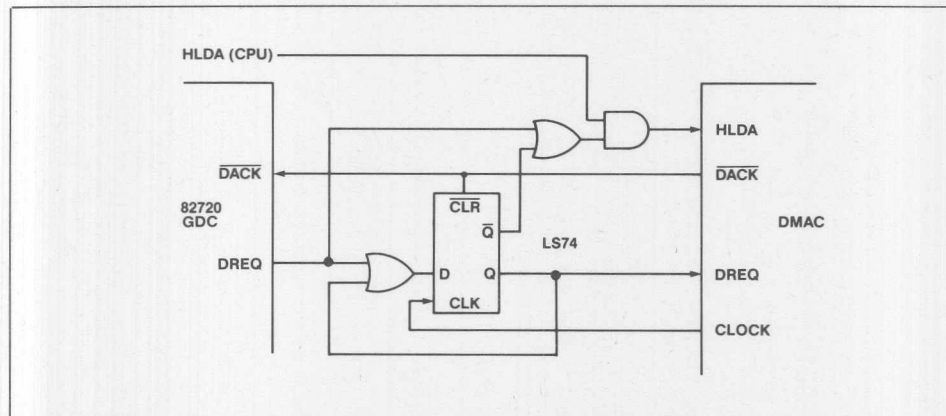 HLDA (CPU)
HLDA
DACK
CLR
DACK
82720
GDC
Q
LS74
DMAC
DREQ
D
Q
DREQ
CLK
CLOCK